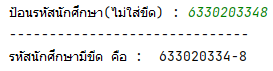 ป้อนรหัสนักศึกษา(ไม่ใส่ขีด) : 6330203348
-----------------------------
รหัสนักศึกษามีขีด คือ :  633020334-8